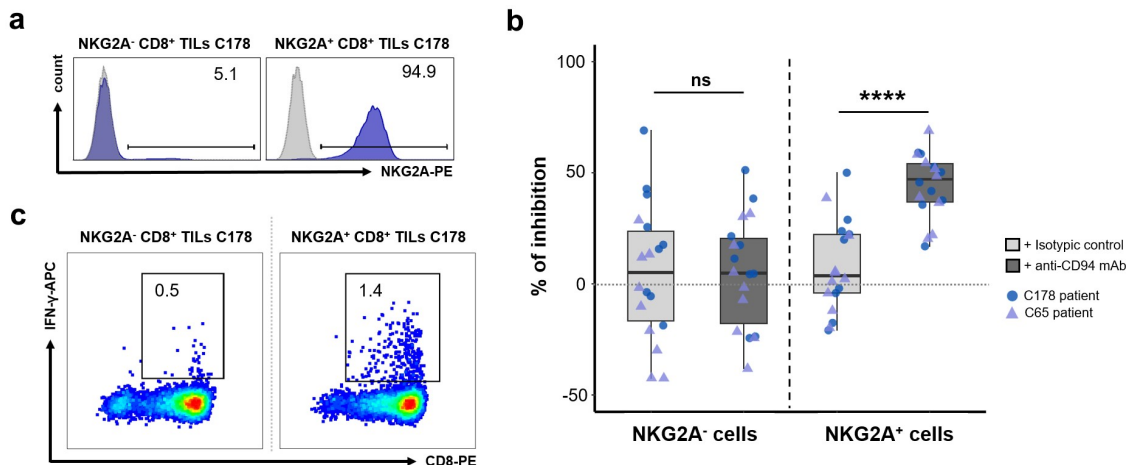 a
NKG2A- CD8+ TILs C178
NKG2A+ CD8+ TILs C178
count
5.1
94.9
NKG2A-PE
b
% of inhibition
100
50
0
-50
ns
****
NKG2A- cells
NKG2A+ cells
+ Isotypic control
+ anti-CD94 mAb
C178 patient
C65 patient
c
NKG2A- CD8+ TILs C178
NKG2A+ CD8+ TILs C178
IFN-γ-APC
0.5
1.4
CD8-PE